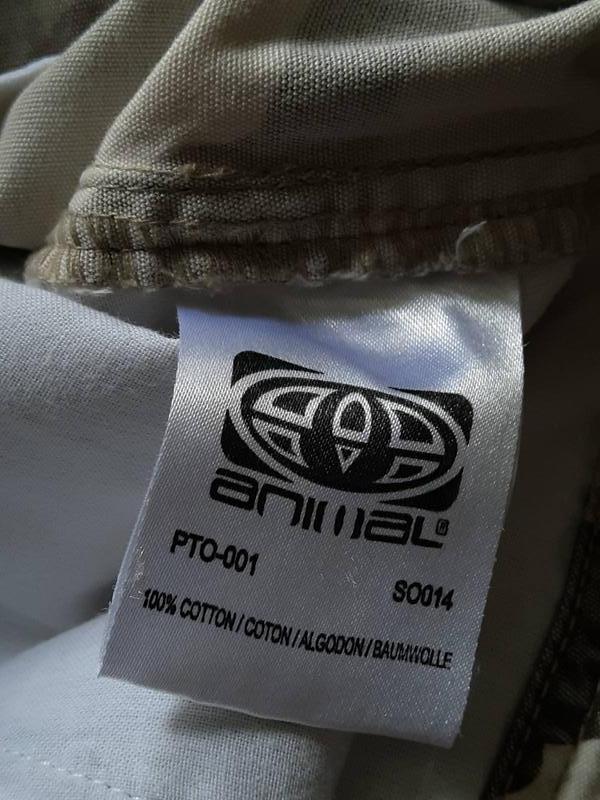 animal®
PTO-001
SO014
100% COTTON / COTON / ALGODON / BAUMWOLLE